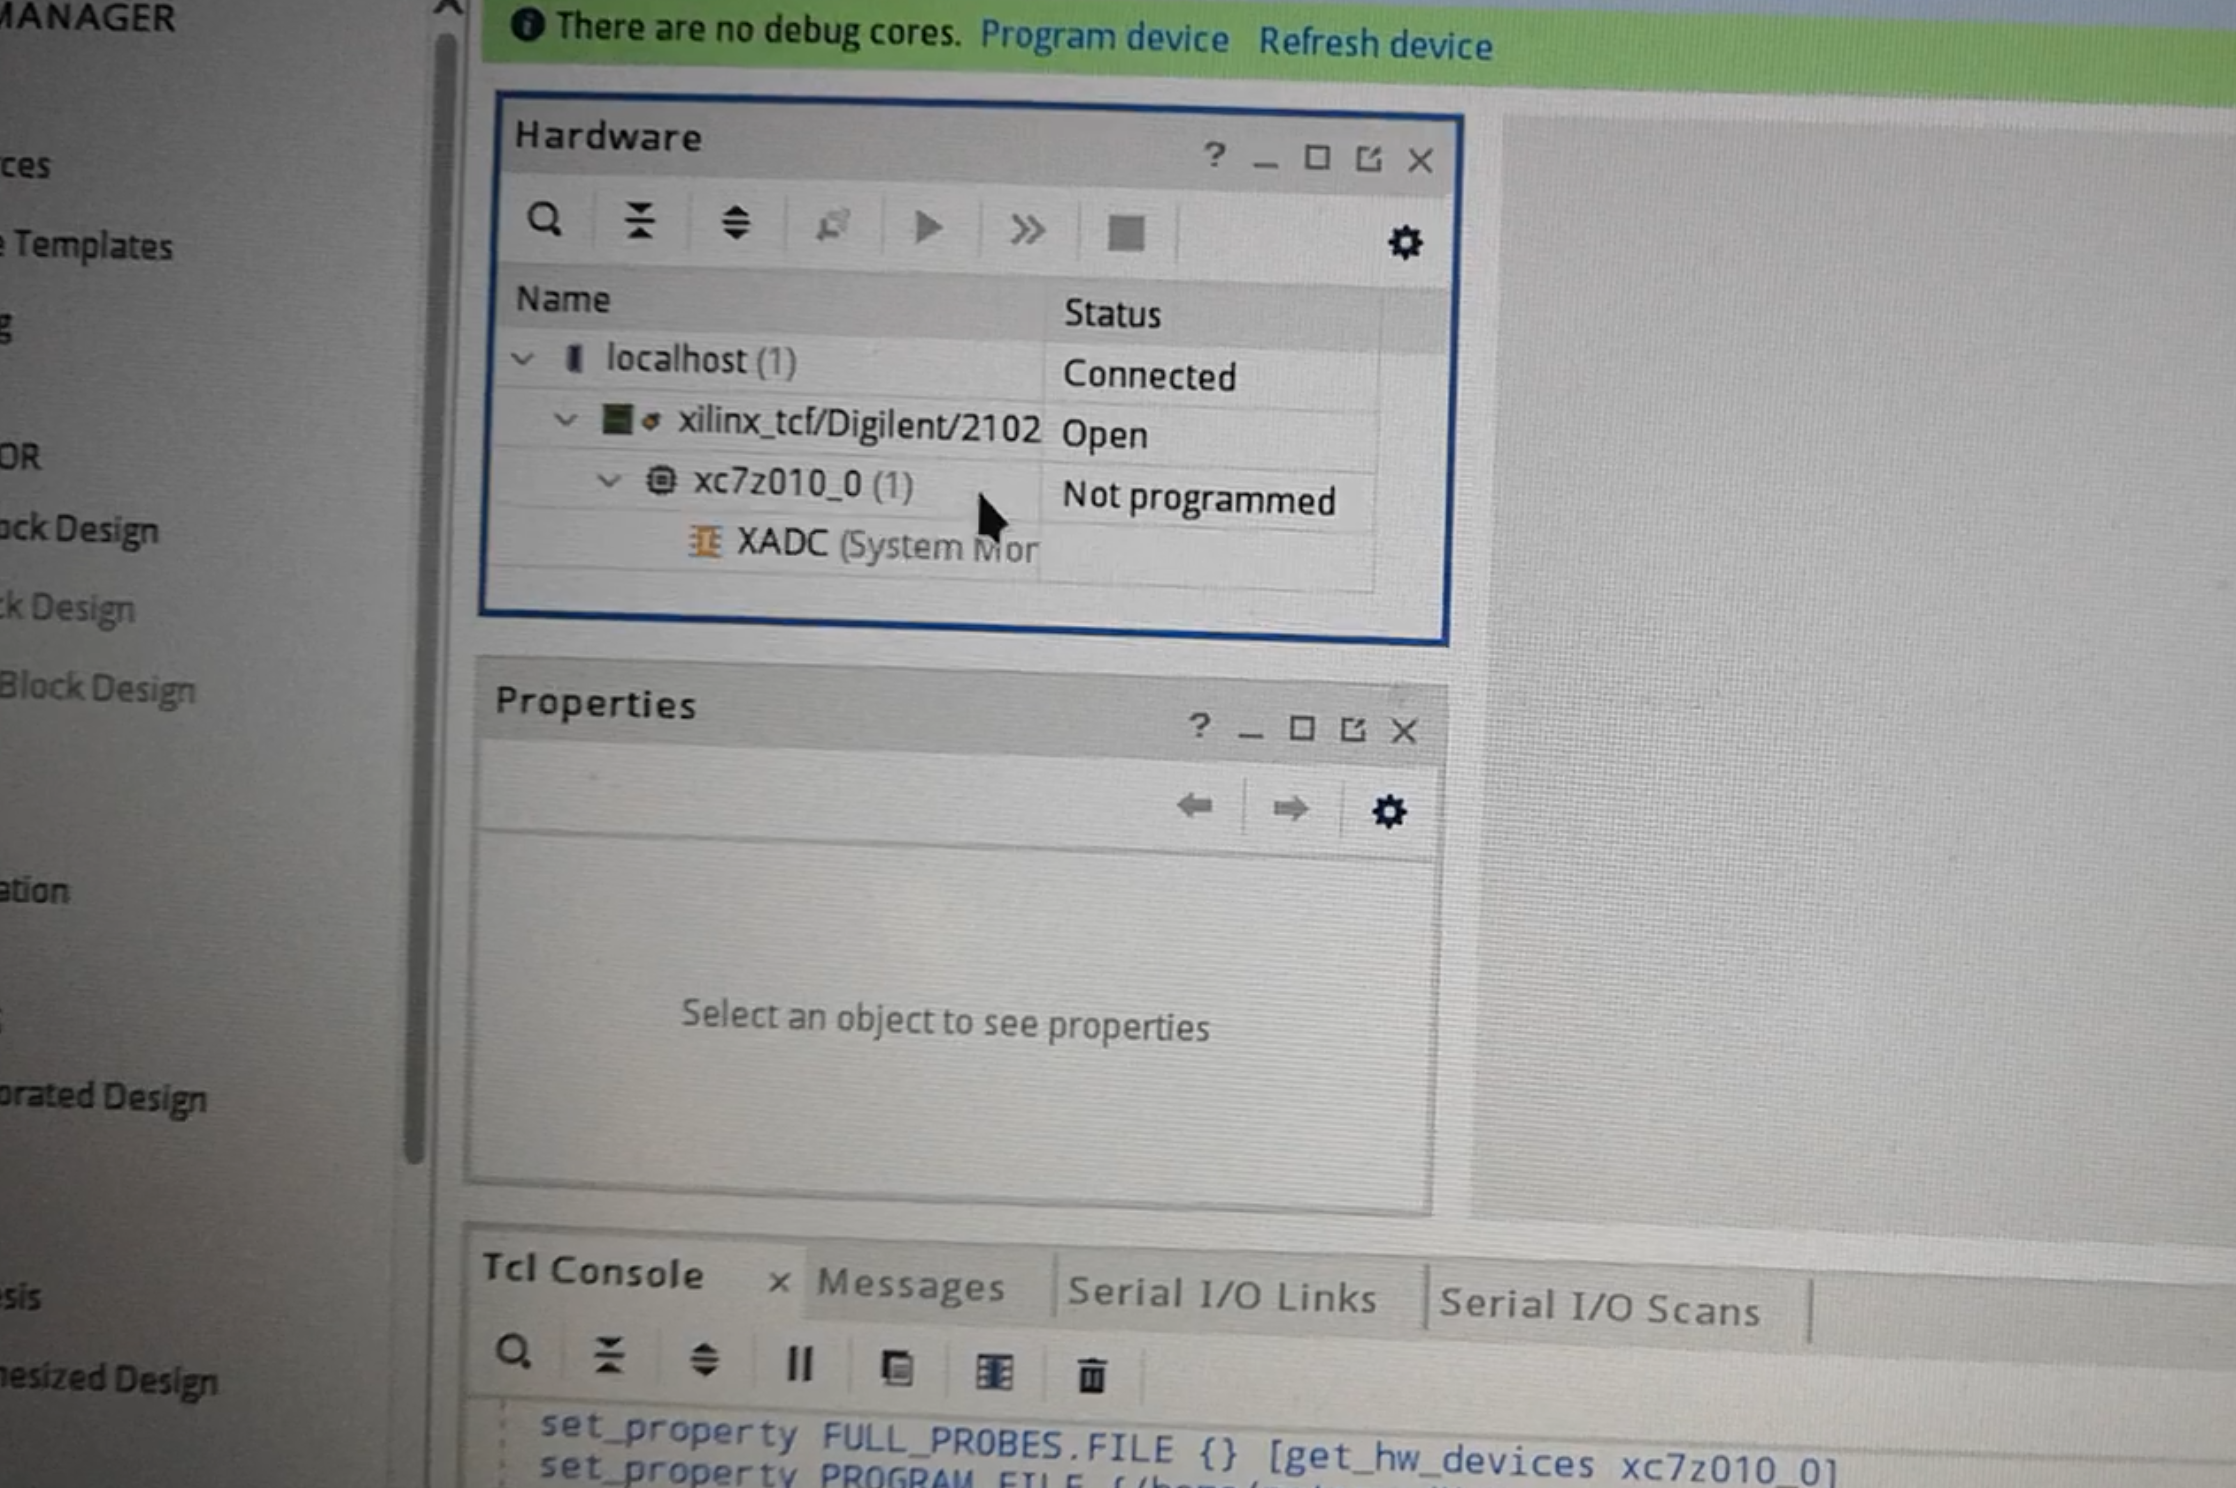 MANAGER
ces
e Templates
g
OR
ock Design
ck Design
Block Design
ation
orated Design
sis
hesized Design
There are no debug cores. Program device Refresh device
Hardware
Name Status
localhost (1) Connected
xilinx_tcf/Digilent/2102 Open
xc7z010_0 (1) Not programmed
XADC (System Mor
Properties
Select an object to see properties
Tcl Console Messages Serial I/O Links Serial I/O Scans
set_property FULL_PROBES.FILE {} [get_hw_devices xc7z010_0]
set_property PROGRAM.FILE